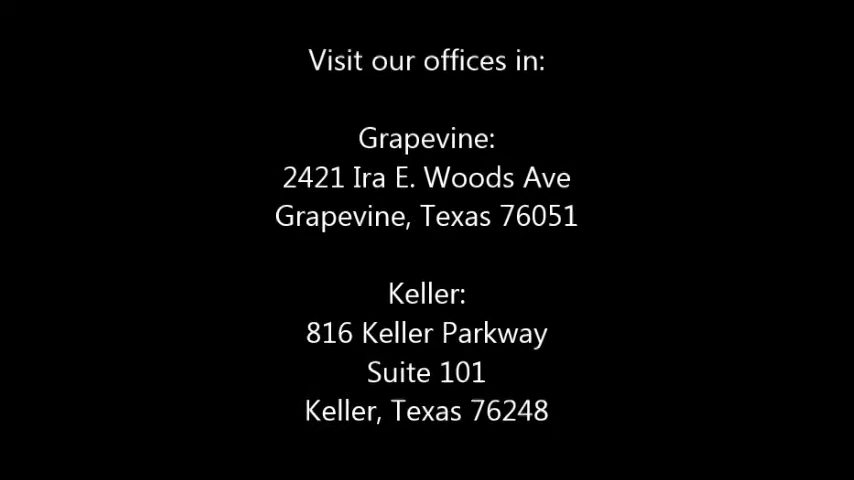 Visit our offices in:
Grapevine:
2421 Ira E. Woods Ave
Grapevine, Texas 76051
Keller:
816 Keller Parkway
Suite 101
Keller, Texas 76248